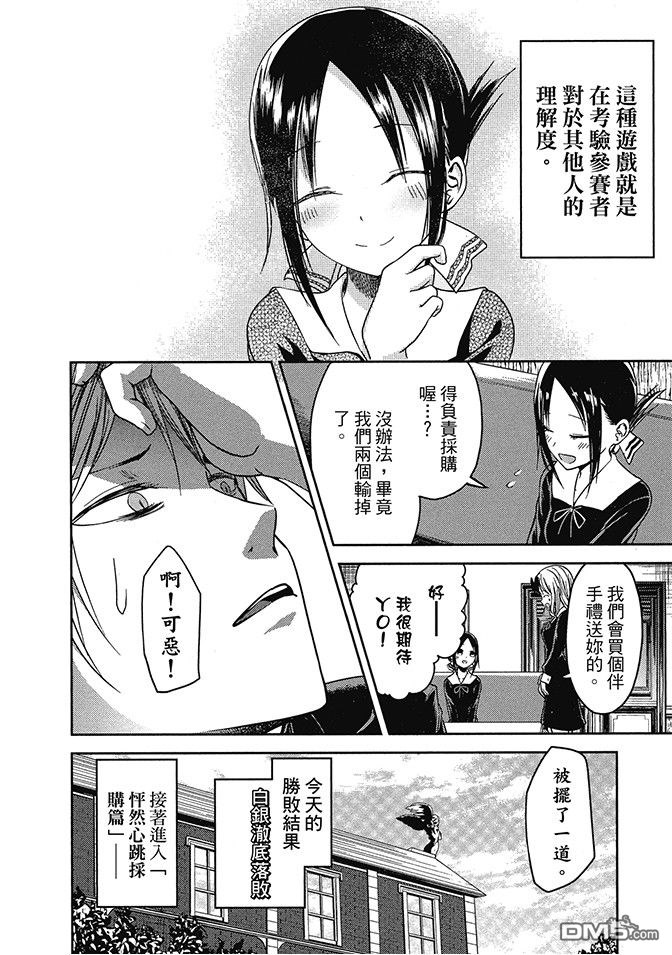 這種遊戲就是
在考驗參賽者
對於其他人的
理解度。
得負責採購
喔…?
沒辦法，畢竟
我們兩個輸掉
了。
啊！可惡！
我們會買個伴
手禮送妳的。
好——
我很期待
YO!
被擺了一道。
今天的
勝敗結果
白銀澈底落敗
接著進入「
怦然心跳採
購篇」——
DM5.com